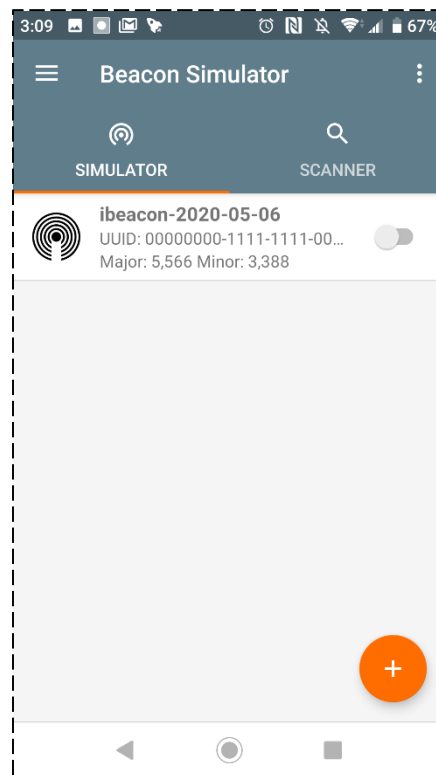 3:09 67%
Beacon Simulator
SIMULATOR SCANNER
ibeacon-2020-05-06
UUID: 00000000-1111-1111-00...
Major: 5,566 Minor: 3,388